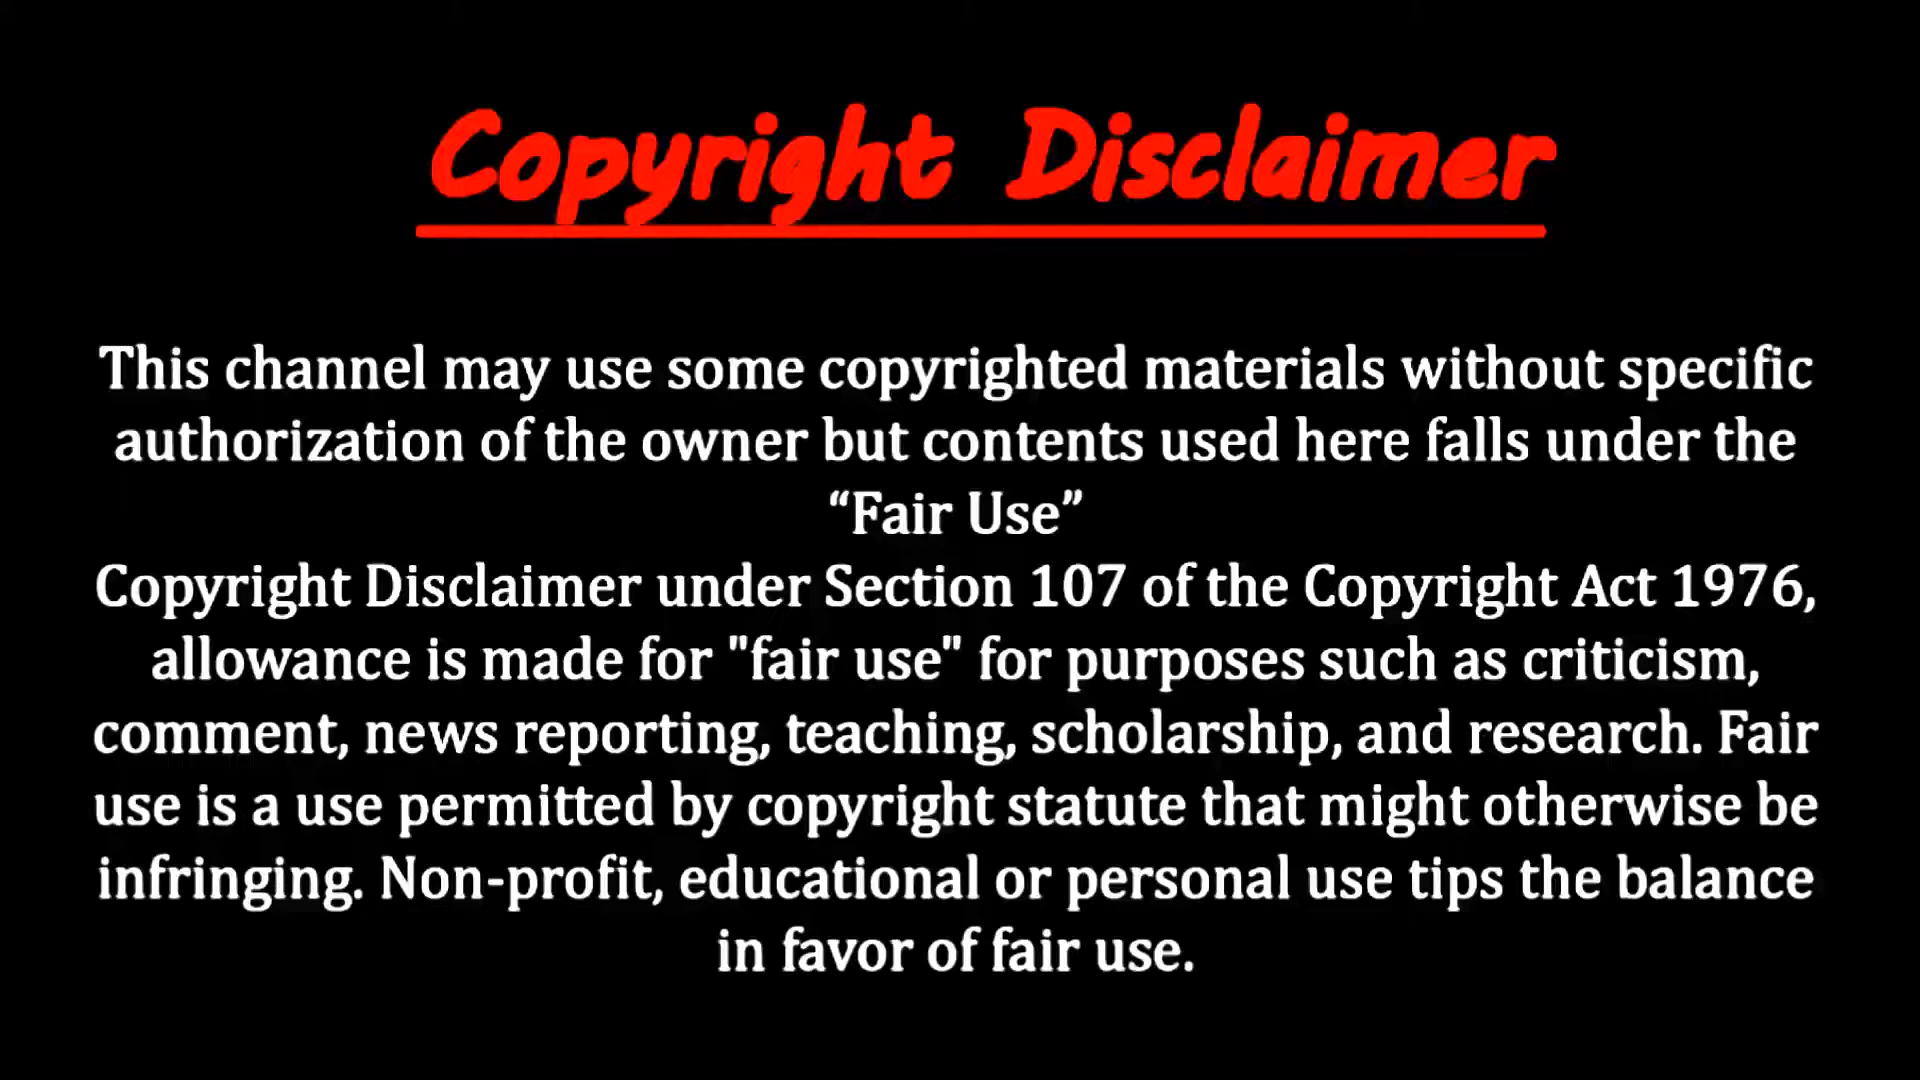 Copyright Disclaimer
This channel may use some copyrighted materials without specific
authorization of the owner but contents used here falls under the
“Fair Use”
Copyright Disclaimer under Section 107 of the Copyright Act 1976,
allowance is made for "fair use" for purposes such as criticism,
comment, news reporting, teaching, scholarship, and research. Fair
use is a use permitted by copyright statute that might otherwise be
infringing. Non-profit, educational or personal use tips the balance
in favor of fair use.